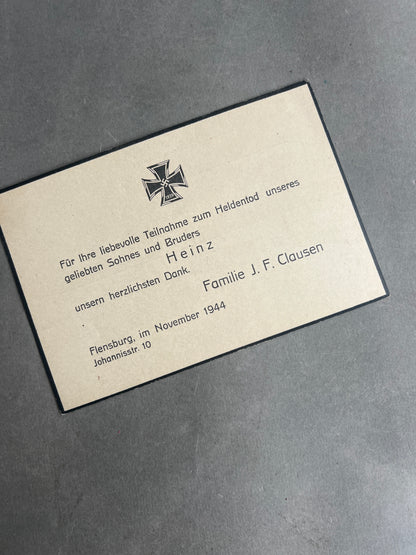 Für Ihre liebevolle Teilnahme zum Heldentod unseres
geliebten Sohnes und Bruders
Heinz
unsern herzlichsten Dank.
Familie J. F. Clausen
Flensburg, im November 1944
Johannisstr. 10